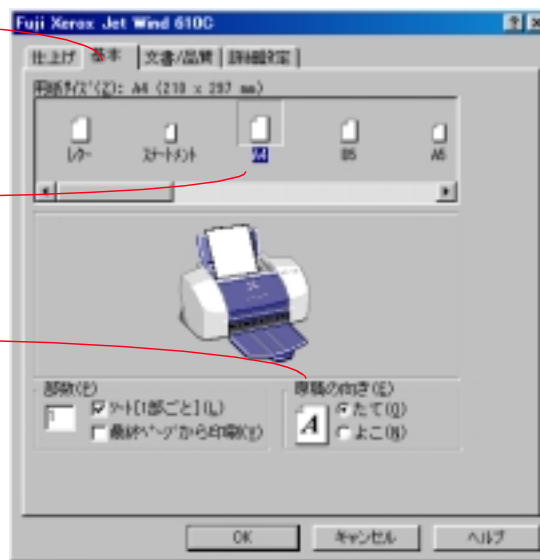 Fuji Xerox Jet Wind 610C
仕上げ 基本 文書/品質 詳細設定
用紙ｻｲｽﾞ(Z): A4 (210 x 297 mm)
ﾚﾀｰ ｽﾃｰﾄﾒﾝﾄ A4 B5 A5
部数(P) 原稿の向き(E)
1 ｿｰﾄ[1部ごと](L) A たて(O)
最終ﾍﾟｰｼﾞから印刷(Y) よこ(N)
OK ｷｬﾝｾﾙ ﾍﾙﾌﾟ